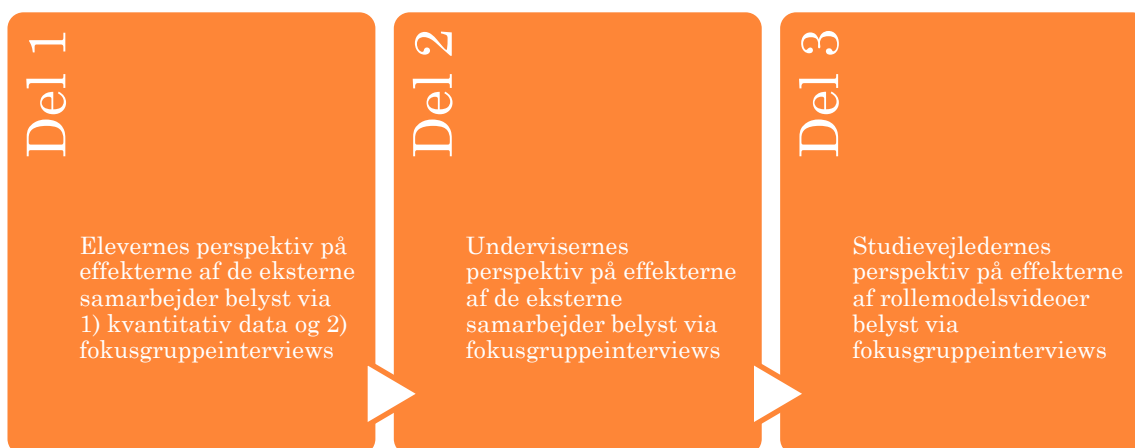 Del 1
Elevernes perspektiv på
effekterne af de eksterne
samarbejder belyst via
1) kvantitativ data og 2)
fokusgruppeinterviews
Del 2
Undervisernes
perspektiv på effekterne
af de eksterne
samarbejder belyst via
fokusgruppeinterviews
Del 3
Studievejledernes
perspektiv på effekterne
af rollemodelsvideoer
belyst via
fokusgruppeinterviews